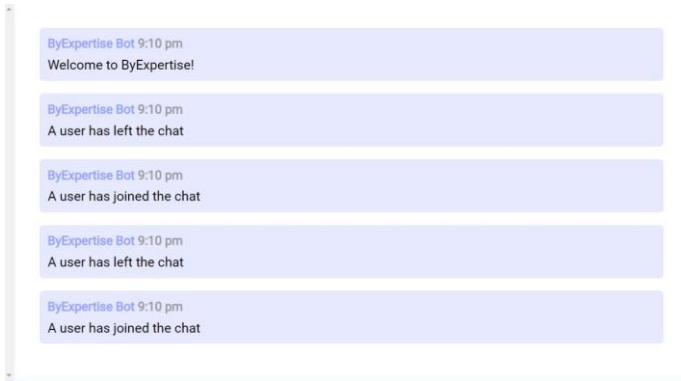 ByExpertise Bot 9:10 pm
Welcome to ByExpertise!
ByExpertise Bot 9:10 pm
A user has left the chat
ByExpertise Bot 9:10 pm
A user has joined the chat
ByExpertise Bot 9:10 pm
A user has left the chat
ByExpertise Bot 9:10 pm
A user has joined the chat